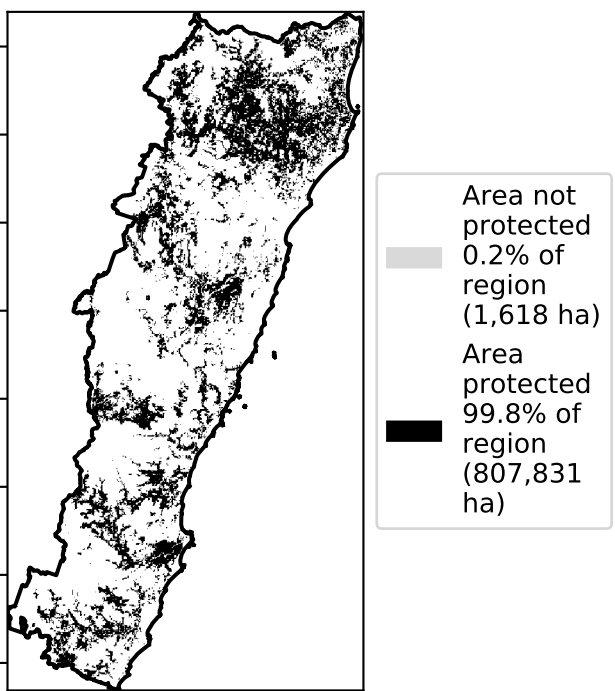 Area not
protected
0.2% of
region
(1,618 ha)
Area
protected
99.8% of
region
(807,831
ha)